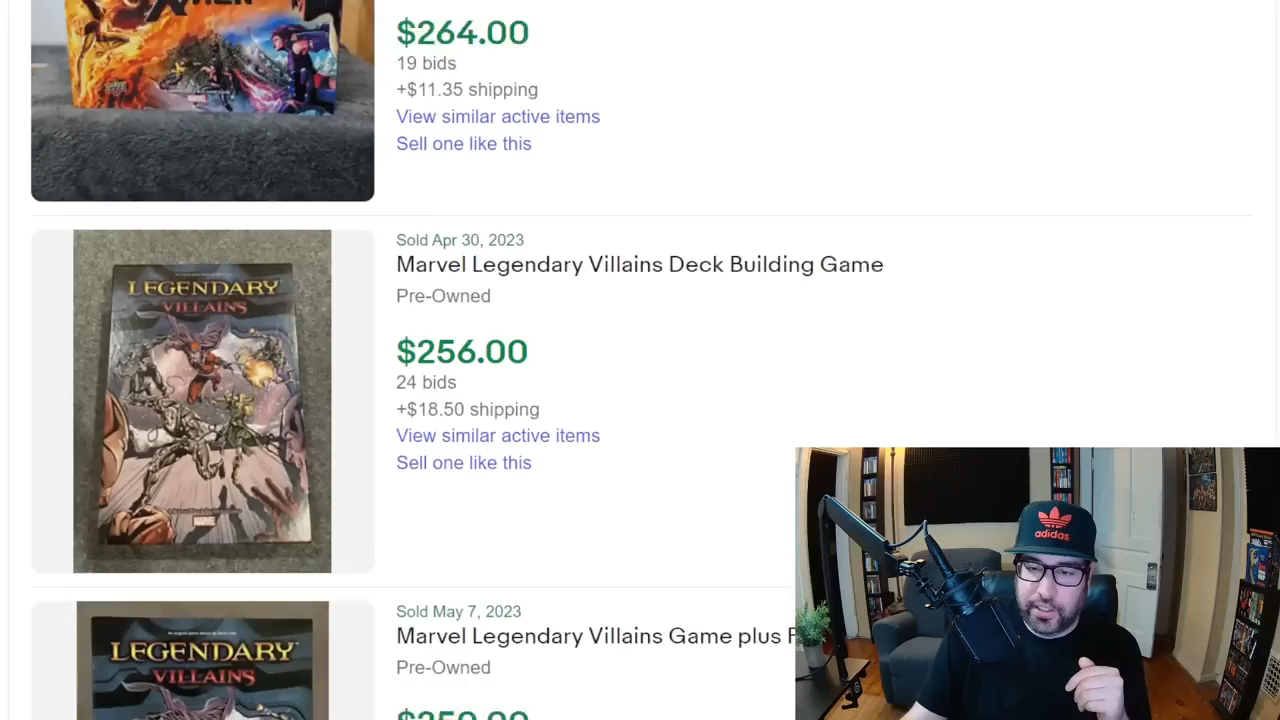 $264.00
19 bids
+$11.35 shipping
View similar active items
Sell one like this
MARVEL
Sold Apr 30, 2023
Marvel Legendary Villains Deck Building Game
Pre-Owned
$256.00
24 bids
+$18.50 shipping
View similar active items
Sell one like this
LEGENDARY
VILLAINS
MARVEL
adidas
Sold May 7, 2023
Marvel Legendary Villains Game plus
Pre-Owned
LEGENDARY
VILLAINS